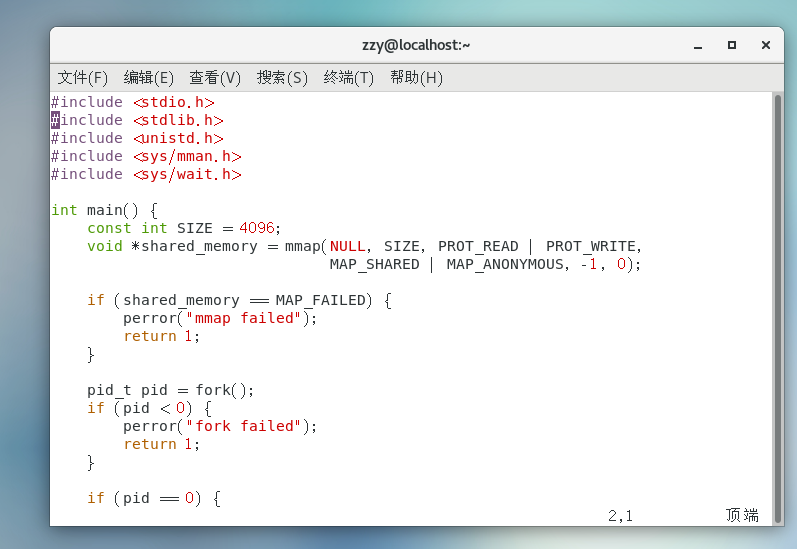 zzy@localhost:~
文件(F) 编辑(E) 查看(V) 搜索(S) 终端(T) 帮助(H)
#include <stdio.h>
#include <stdlib.h>
#include <unistd.h>
#include <sys/mman.h>
#include <sys/wait.h>
int main() {
    const int SIZE = 4096;
    void *shared_memory = mmap(NULL, SIZE, PROT_READ | PROT_WRITE,
                               MAP_SHARED | MAP_ANONYMOUS, -1, 0);
    if (shared_memory == MAP_FAILED) {
        perror("mmap failed");
        return 1;
    }
    pid_t pid = fork();
    if (pid < 0) {
        perror("fork failed");
        return 1;
    }
    if (pid == 0) {
2,1 顶端